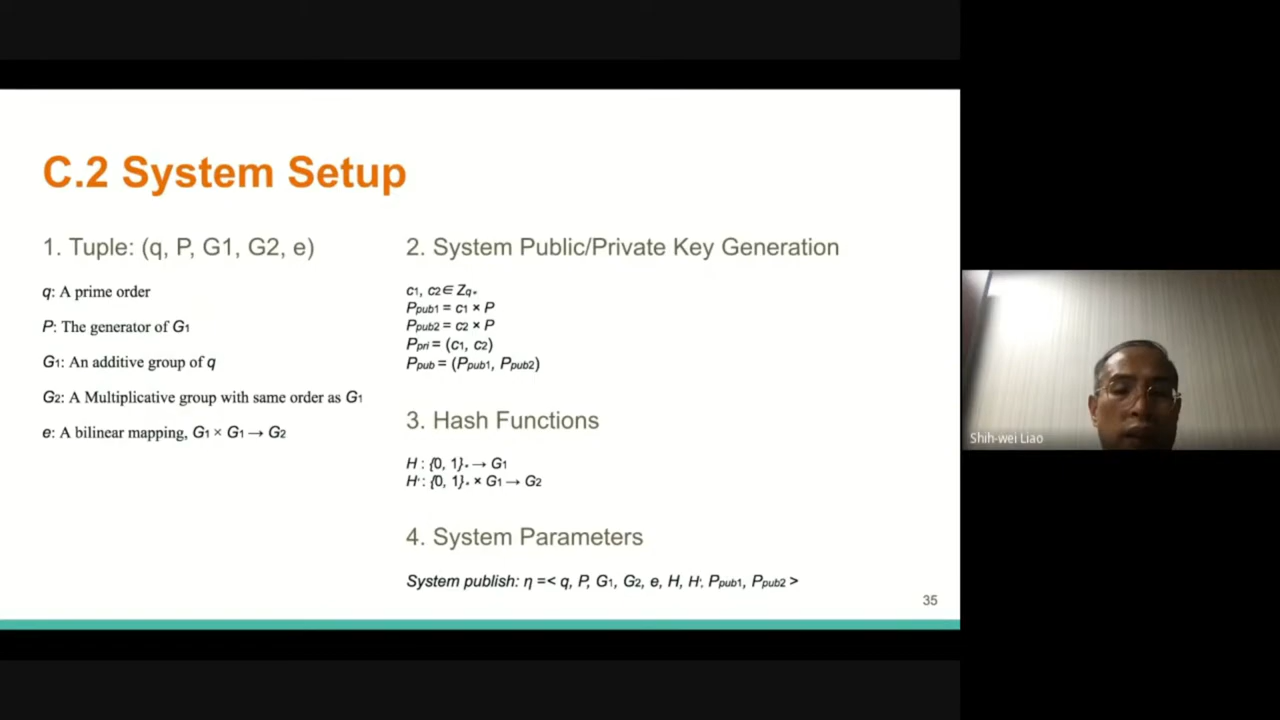 C.2 System Setup
1. Tuple: (q, P, G1, G2, e)
q: A prime order
P: The generator of G1
G1: An additive group of q
G2: A Multiplicative group with same order as G1
e: A bilinear mapping, G1 × G1 → G2
2. System Public/Private Key Generation
c1, c2∈ Zq*
Ppub1 = c1 × P
Ppub2 = c2 × P
Ppri = (c1, c2)
Ppub = (Ppub1, Ppub2)
3. Hash Functions
H : {0, 1}* → G1
H' : {0, 1}* × G1 → G2
4. System Parameters
System publish: η =< q, P, G1, G2, e, H, H', Ppub1, Ppub2 >
35
Shih-wei Liao